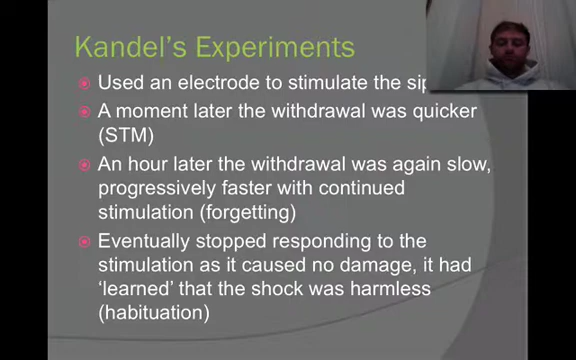 Kandel's Experiments
Used an electrode to stimulate the
A moment later the withdrawal was quicker
(STM)
An hour later the withdrawal was again slow,
progressively faster with continued
stimulation (forgetting)
Eventually stopped responding to the
stimulation as it caused no damage, it had
'learned' that the shock was harmless
(habituation)